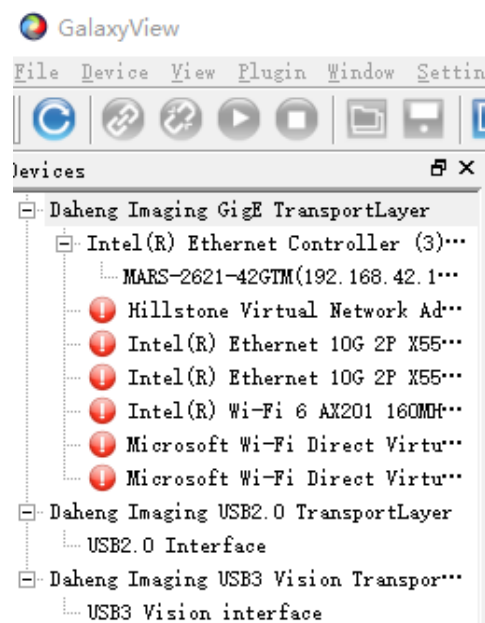 GalaxyView
File Device View Plugin Window Settin
Devices
Daheng Imaging GigE TransportLayer
Intel(R) Ethernet Controller (3)···
MARS-2621-42GTM(192.168.42.1···
Hillstone Virtual Network Ad···
Intel(R) Ethernet 10G 2P X55···
Intel(R) Ethernet 10G 2P X55···
Intel(R) Wi-Fi 6 AX201 160MH···
Microsoft Wi-Fi Direct Virtu···
Microsoft Wi-Fi Direct Virtu···
Daheng Imaging USB2.0 TransportLayer
USB2.0 Interface
Daheng Imaging USB3 Vision Transpor···
USB3 Vision interface